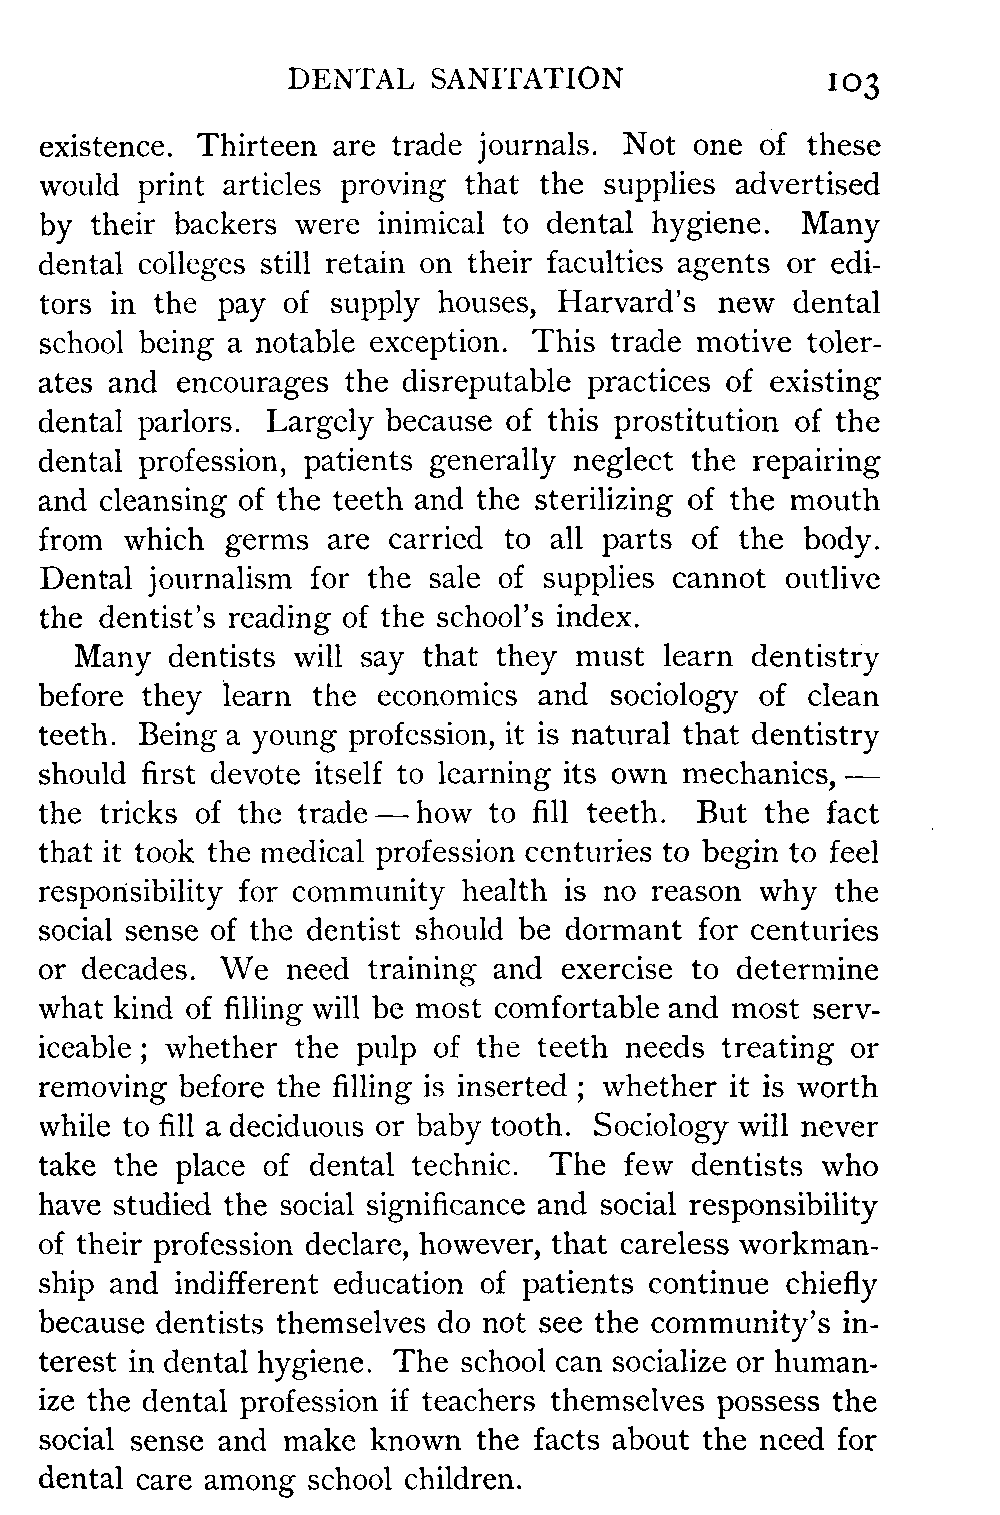 DENTAL SANITATION 103
existence. Thirteen are trade journals. Not one of these
would print articles proving that the supplies advertised
by their backers were inimical to dental hygiene. Many
dental colleges still retain on their faculties agents or edi-
tors in the pay of supply houses, Harvard's new dental
school being a notable exception. This trade motive toler-
ates and encourages the disreputable practices of existing
dental parlors. Largely because of this prostitution of the
dental profession, patients generally neglect the repairing
and cleansing of the teeth and the sterilizing of the mouth
from which germs are carried to all parts of the body.
Dental journalism for the sale of supplies cannot outlive
the dentist's reading of the school's index.
Many dentists will say that they must learn dentistry
before they learn the economics and sociology of clean
teeth. Being a young profession, it is natural that dentistry
should first devote itself to learning its own mechanics, —
the tricks of the trade — how to fill teeth. But the fact
that it took the medical profession centuries to begin to feel
responsibility for community health is no reason why the
social sense of the dentist should be dormant for centuries
or decades. We need training and exercise to determine
what kind of filling will be most comfortable and most serv-
iceable ; whether the pulp of the teeth needs treating or
removing before the filling is inserted ; whether it is worth
while to fill a deciduous or baby tooth. Sociology will never
take the place of dental technic. The few dentists who
have studied the social significance and social responsibility
of their profession declare, however, that careless workman-
ship and indifferent education of patients continue chiefly
because dentists themselves do not see the community's in-
terest in dental hygiene. The school can socialize or human-
ize the dental profession if teachers themselves possess the
social sense and make known the facts about the need for
dental care among school children.